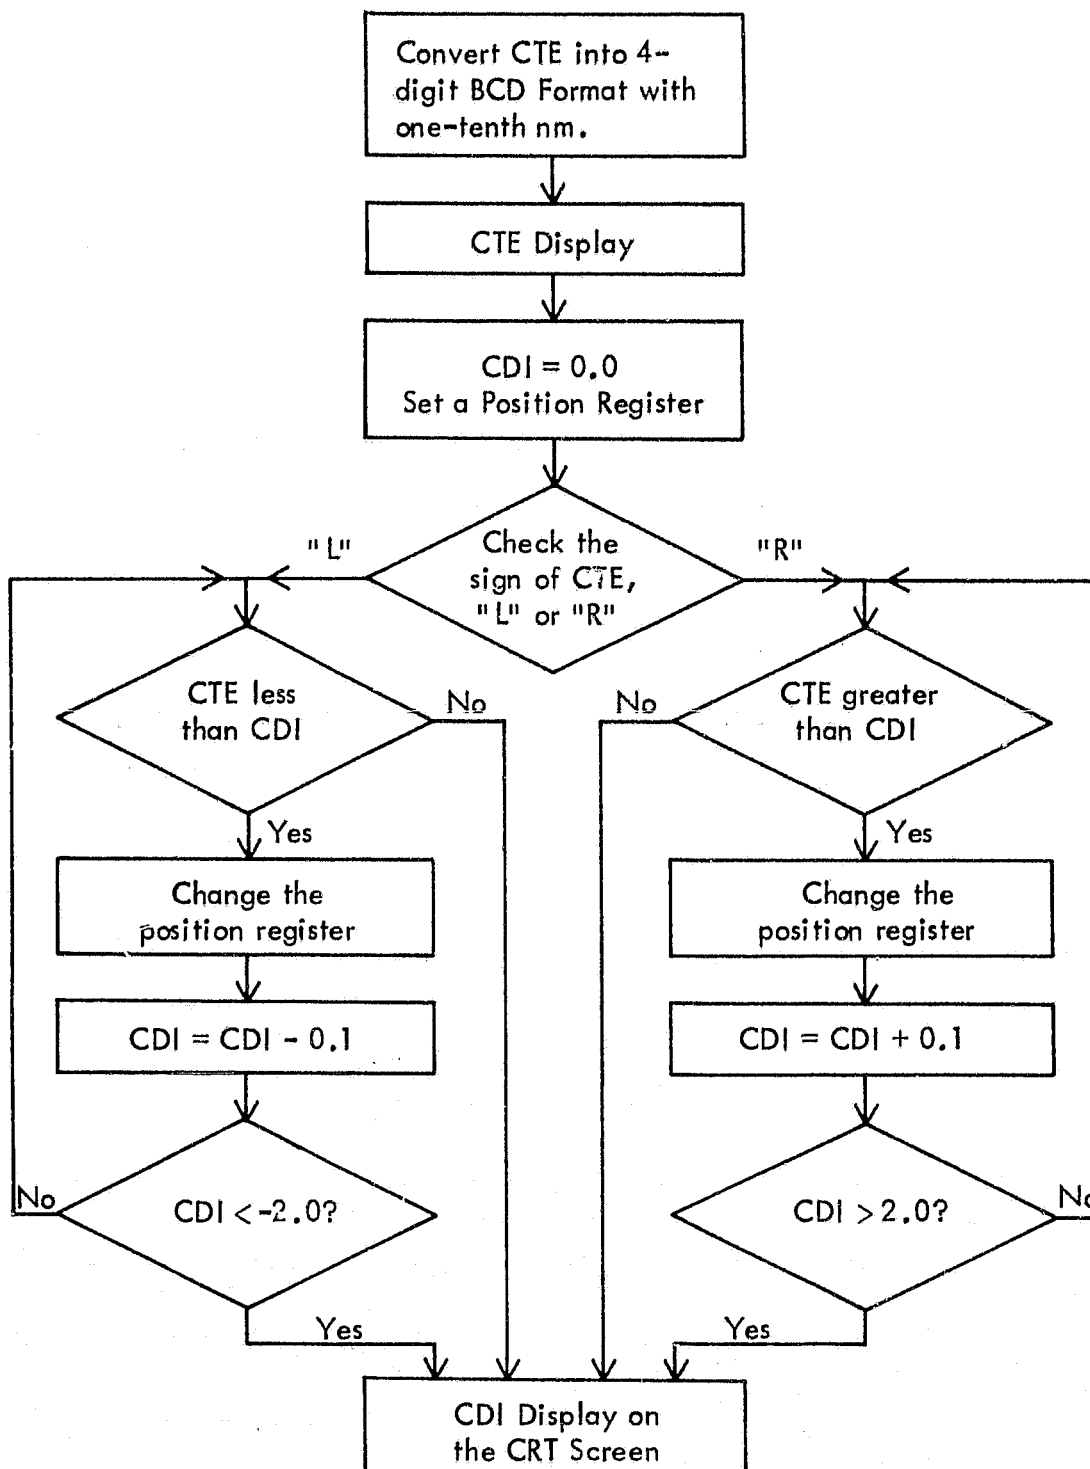 Convert CTE into 4-
digit BCD Format with
one-tenth nm.
CTE Display
CDI = 0.0
Set a Position Register
Check the
sign of CTE,
"L" or "R"
"L"
"R"
CTE less
than CDI
No
No
CTE greater
than CDI
Yes
Yes
Change the
position register
Change the
position register
CDI = CDI - 0.1
CDI = CDI + 0.1
No
CDI < -2.0?
CDI > 2.0?
No
Yes
Yes
CDI Display on
the CRT Screen